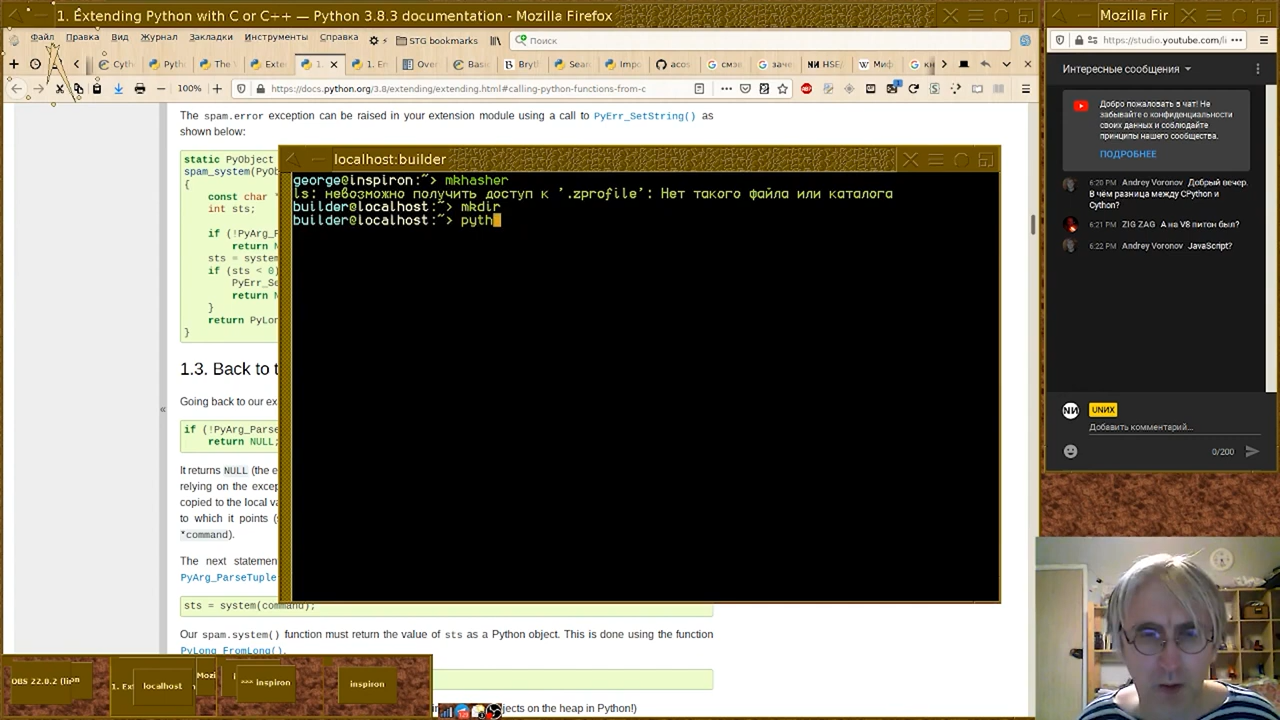 1. Extending Python with C or C++ — Python 3.8.3 documentation - Mozilla Firefox
Файл Правка Вид Журнал Закладки Инструменты Справка STG bookmarks Поиск
100% https://docs.python.org/3.8/extending/extending.html#calling-python-functions-from-c
The spam.error exception can be raised in your extension module using a call to PyErr_SetString() as
shown below:
static PyObject
spam_system(PyOb
{
const char *
int sts;
if (!PyArg_P
return N
sts = system
if (sts < 0)
PyErr_Se
return N
}
return PyLon
}
1.3. Back to t
Going back to our ex
if (!PyArg_Parse
return NULL;
It returns NULL (the e
relying on the excep
copied to the local va
to which it points (
*command).
The next statemen
PyArg_ParseTuple
sts = system(command);
Our spam.system() function must return the value of sts as a Python object. This is done using the function
PyLong_FromLong().
jects on the heap in Python!)
localhost:builder
george@inspiron:~> mkhasher
ls: невозможно получить доступ к '.zprofile': Нет такого файла или каталога
builder@localhost:~> mkdir
builder@localhost:~> pyth
OBS 22.0.2 (lin
1. Ex
localhost
Mozi
*** inspiron
inspiron
Mozilla Fir
https://studio.youtube.com/li
Интересные сообщения
Добро пожаловать в чат! Не
забывайте о конфиденциальности
своих данных и соблюдайте
принципы нашего сообщества.
ПОДРОБНЕЕ
6:20 PM Andrey Voronov Добрый вечер.
В чем разница между CPython и
Cython?
6:21 PM ZIG ZAG А на V8 питон был?
6:22 PM Andrey Voronov JavaScript?
NИ UNИX
Добавить комментарий...
0/200